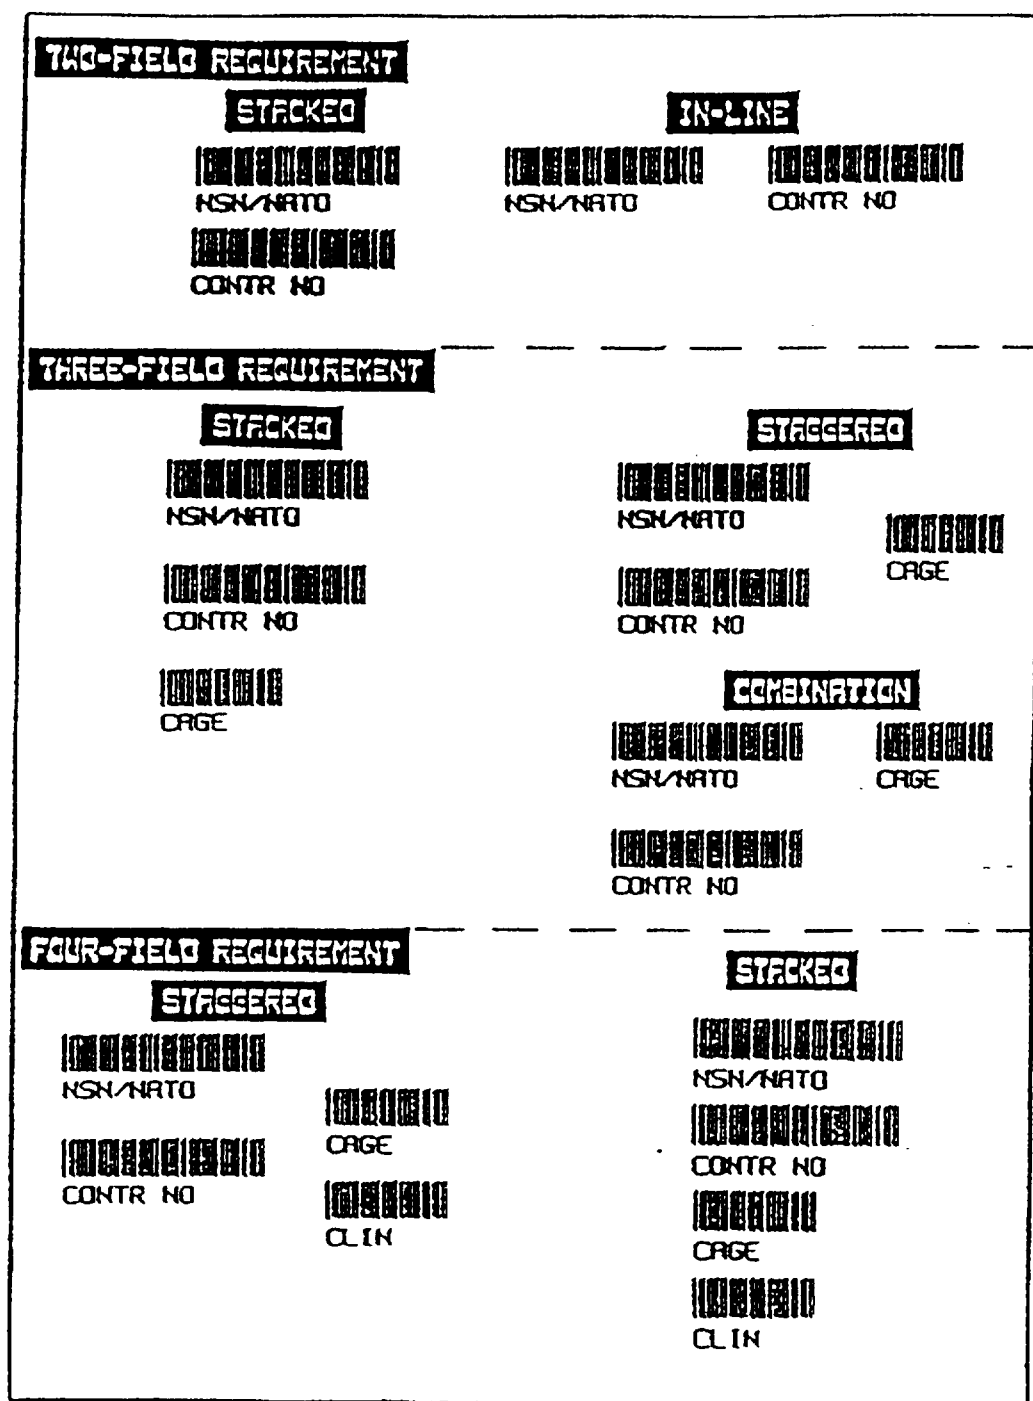 TWO-FIELD REQUIREMENT
STACKED
NSN/NATO
CONTR NO
IN-LINE
NSN/NATO CONTR NO
THREE-FIELD REQUIREMENT
STACKED
NSN/NATO
CONTR NO
CAGE
STAGGERED
NSN/NATO
CAGE
CONTR NO
COMBINATION
NSN/NATO CAGE
CONTR NO
FOUR-FIELD REQUIREMENT
STAGGERED
NSN/NATO
CAGE
CONTR NO
CLIN
STACKED
NSN/NATO
CONTR NO
CAGE
CLIN